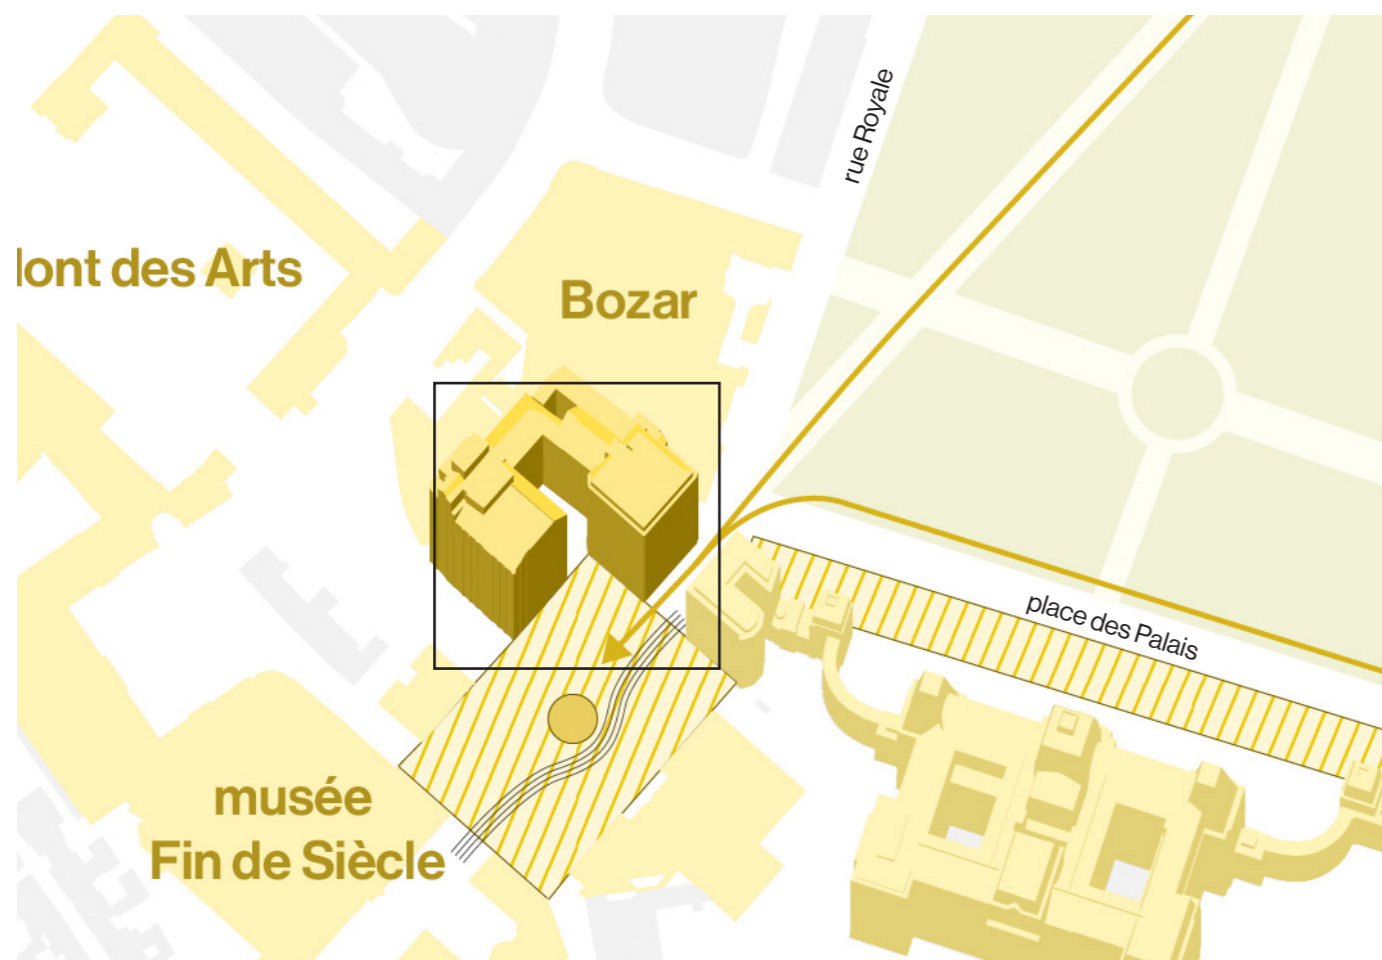 rue Royale
lont des Arts
Bozar
place des Palais
musée
Fin de Siècle